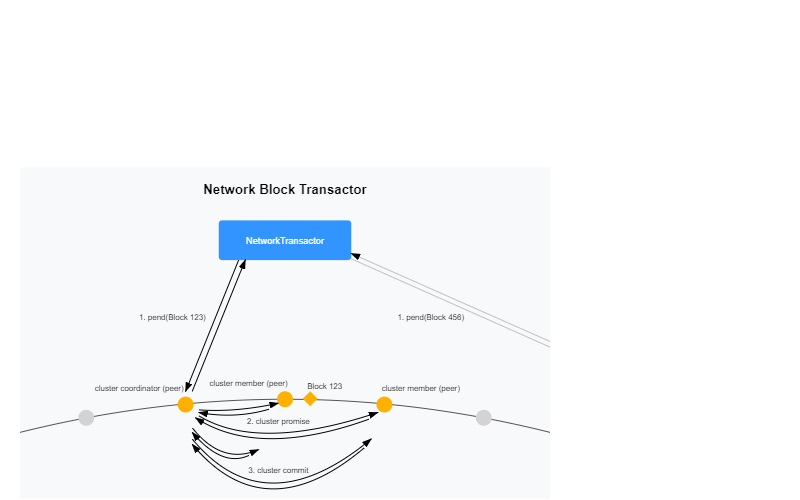 Network Block Transactor
NetworkTransactor
1. pend(Block 123)
1. pend(Block 456)
cluster coordinator (peer)
cluster member (peer)
Block 123
cluster member (peer)
2. cluster promise
3. cluster commit